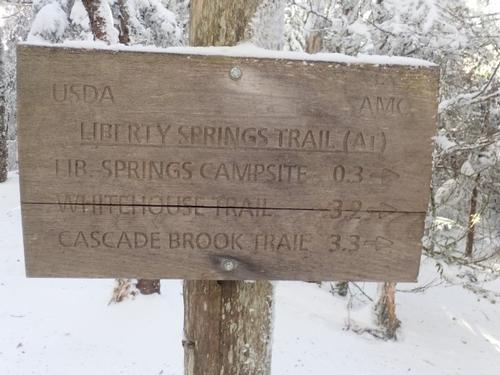 USDA AMC
LIBERTY SPRINGS TRAIL (AT)
LIB. SPRINGS CAMPSITE 0.3
WHITEHOUSE TRAIL 3.2
CASCADE BROOK TRAIL 3.3